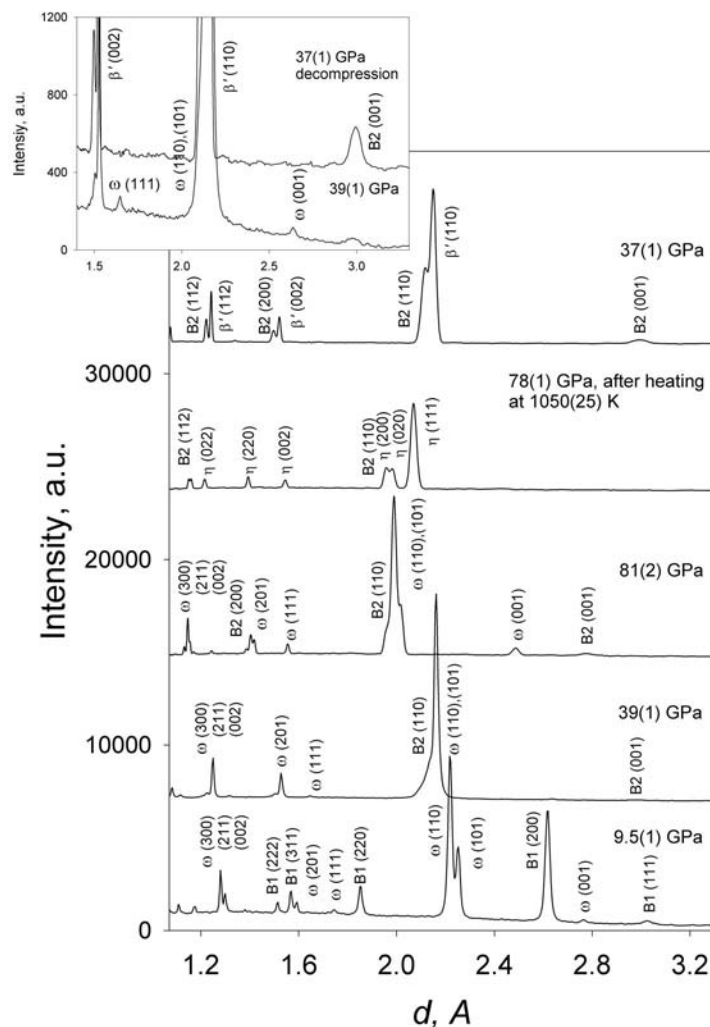 Intensiy, a.u.
1200
800
400
0
1.5
2.0
2.5
3.0
β′ (002)
ω (111)
ω (110),(101)
β′ (110)
37(1) GPa
decompression
B2 (001)
ω (001)
39(1) GPa
37(1) GPa
B2 (112)
β′ (112)
B2 (200)
β′ (002)
B2 (110)
β′ (110)
B2 (001)
78(1) GPa, after heating
at 1050(25) K
B2 (112)
η (022)
η (220)
η (002)
B2 (110)
η (200)
η (020)
η (111)
81(2) GPa
ω (300)
(211)
(002)
B2 (200)
ω (201)
ω (111)
B2 (110)
ω (110),(101)
ω (001)
B2 (001)
39(1) GPa
ω (300)
(211)
(002)
ω (201)
ω (111)
B2 (110)
ω (110),(101)
B2 (001)
9.5(1) GPa
ω (300)
(211)
(002)
B1 (222)
B1 (311)
ω (201)
ω (111)
B1 (220)
ω (110)
ω (101)
B1 (200)
ω (001)
B1 (111)
Intensity, a.u.
30000
20000
10000
0
1.2
1.6
2.0
2.4
2.8
3.2
d, A